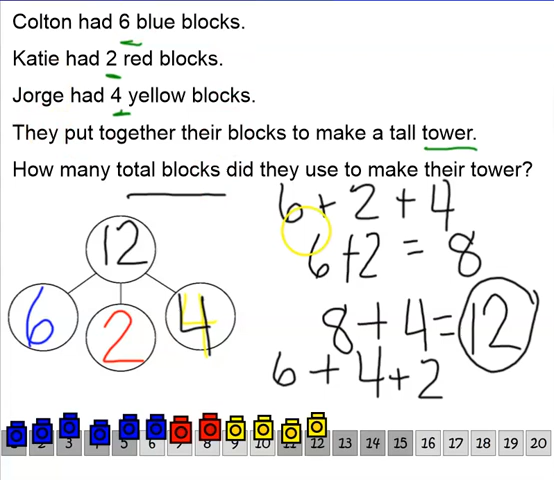 Colton had 6 blue blocks.
Katie had 2 red blocks.
Jorge had 4 yellow blocks.
They put together their blocks to make a tall tower.
How many total blocks did they use to make their tower?
6 + 2 + 4
12
6 + 2 = 8
6 2 4
8 + 4 = 12
6 + 4 + 2
2 3 5 6 8 9 10 12 13 14 15 16 17 18 19 20